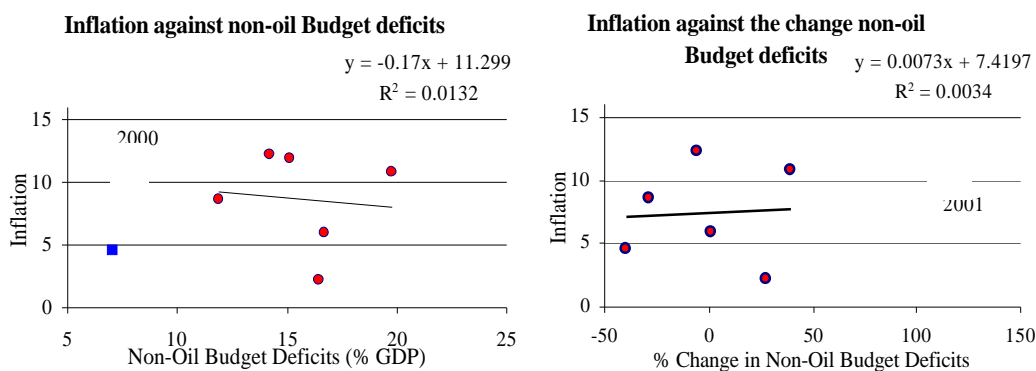 Inflation against non-oil Budget deficits
y = -0.17x + 11.299
R² = 0.0132
15
2000
10
5
0
Inflation
5 10 15 20 25
Non-Oil Budget Deficits (% GDP)
Inflation against the change non-oil
Budget deficits
y = 0.0073x + 7.4197
R² = 0.0034
15
10
2001
5
0
Inflation
-50 0 50 100 150
% Change in Non-Oil Budget Deficits